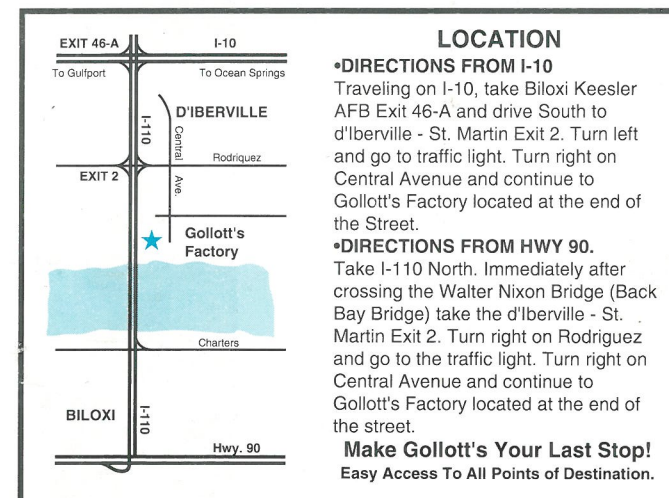 EXIT 46-A
I-10
To Gulfport
To Ocean Springs
I-110
D'IBERVILLE
Central Ave.
Rodriquez
EXIT 2
Gollott's
Factory
Charters
BILOXI
I-110
Hwy. 90
LOCATION
•DIRECTIONS FROM I-10
Traveling on I-10, take Biloxi Keesler
AFB Exit 46-A and drive South to
d'Iberville - St. Martin Exit 2. Turn left
and go to traffic light. Turn right on
Central Avenue and continue to
Gollott's Factory located at the end of
the Street.
•DIRECTIONS FROM HWY 90.
Take I-110 North. Immediately after
crossing the Walter Nixon Bridge (Back
Bay Bridge) take the d'Iberville - St.
Martin Exit 2. Turn right on Rodriguez
and go to the traffic light. Turn right on
Central Avenue and continue to
Gollott's Factory located at the end of
the street.
Make Gollott's Your Last Stop!
Easy Access To All Points of Destination.